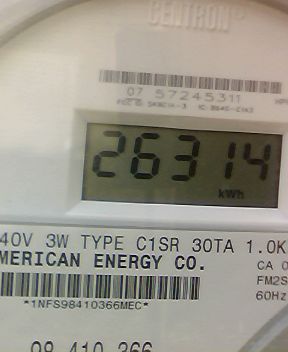 CENTRON
07 57245311
26314
kWh
40V 3W TYPE C1SR 30TA 1.0K
MERICAN ENERGY CO.
CA 0
FM2S
*1NFS98410366MEC*
60Hz
98 410 366